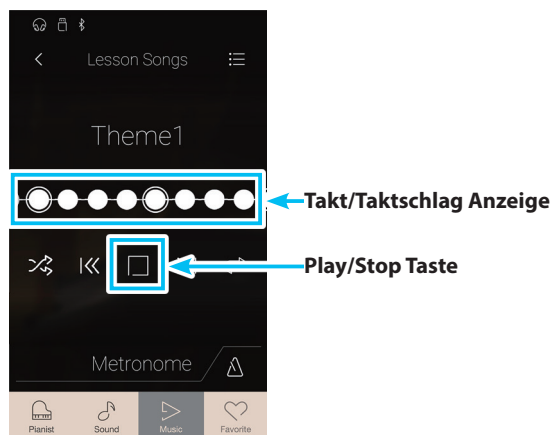 Lesson Songs
Theme1
Takt/Taktschlag Anzeige
Play/Stop Taste
Metronome
Pianist Sound Music Favorite